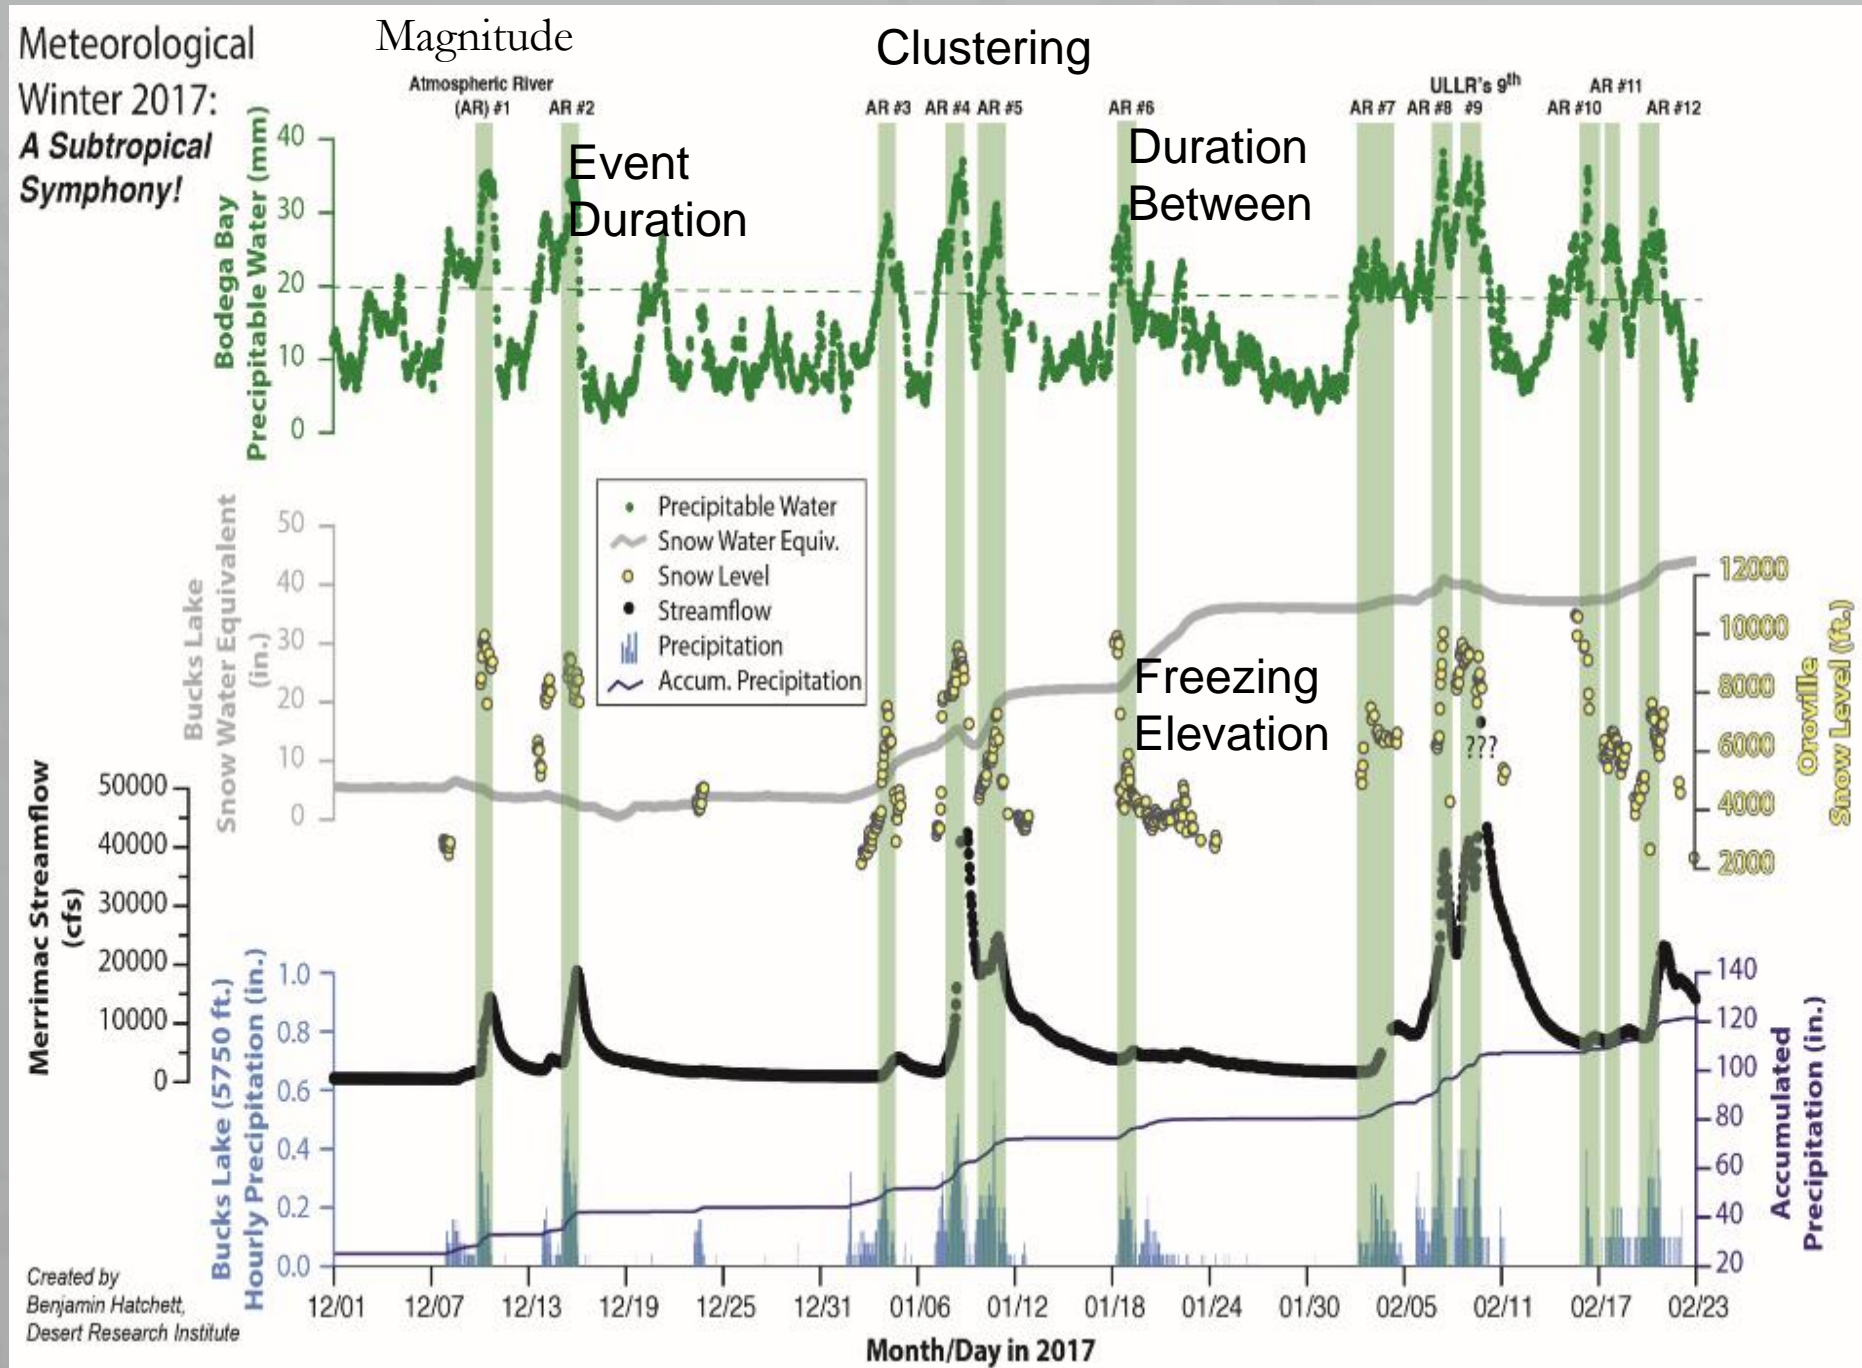 Meteorological
Winter 2017:
A Subtropical
Symphony!
Magnitude
Clustering
Atmospheric River
(AR) #1
AR #2
AR #3
AR #4
AR #5
AR #6
AR #7
AR #8
ULLR's 9th
#9
AR #10
AR #11
AR #12
Event
Duration
Duration
Between
Bodega Bay
Precipitable Water (mm)
40
30
20
10
0
Precipitable Water
Snow Water Equiv.
Snow Level
Streamflow
Precipitation
Accum. Precipitation
Bucks Lake
Snow Water Equivalent
(in.)
50
40
30
20
10
0
Freezing
Elevation
???
12000
10000
8000
6000
4000
2000
Oroville
Snow Level (ft.)
Merrimac Streamflow
(cfs)
50000
40000
30000
20000
10000
0
Bucks Lake (5750 ft.)
Hourly Precipitation (in.)
1.0
0.8
0.6
0.4
0.2
0.0
140
120
100
80
60
40
20
Accumulated
Precipitation (in.)
12/01
12/07
12/13
12/19
12/25
12/31
01/06
01/12
01/18
01/24
01/30
02/05
02/11
02/17
02/23
Month/Day in 2017
Created by
Benjamin Hatchett,
Desert Research Institute